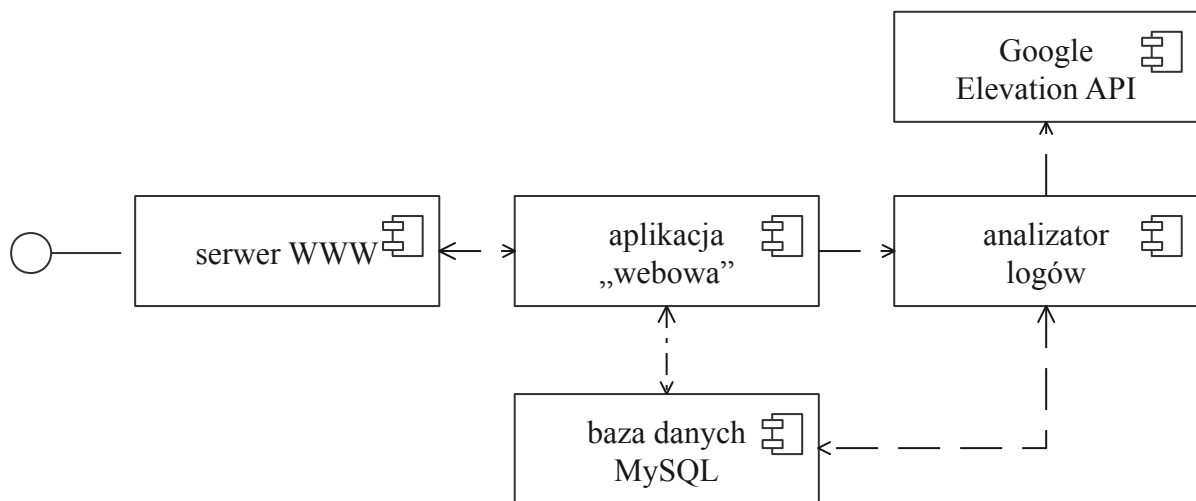 Google
Elevation API
serwer WWW
aplikacja
„webowa”
analizator
logów
baza danych
MySQL